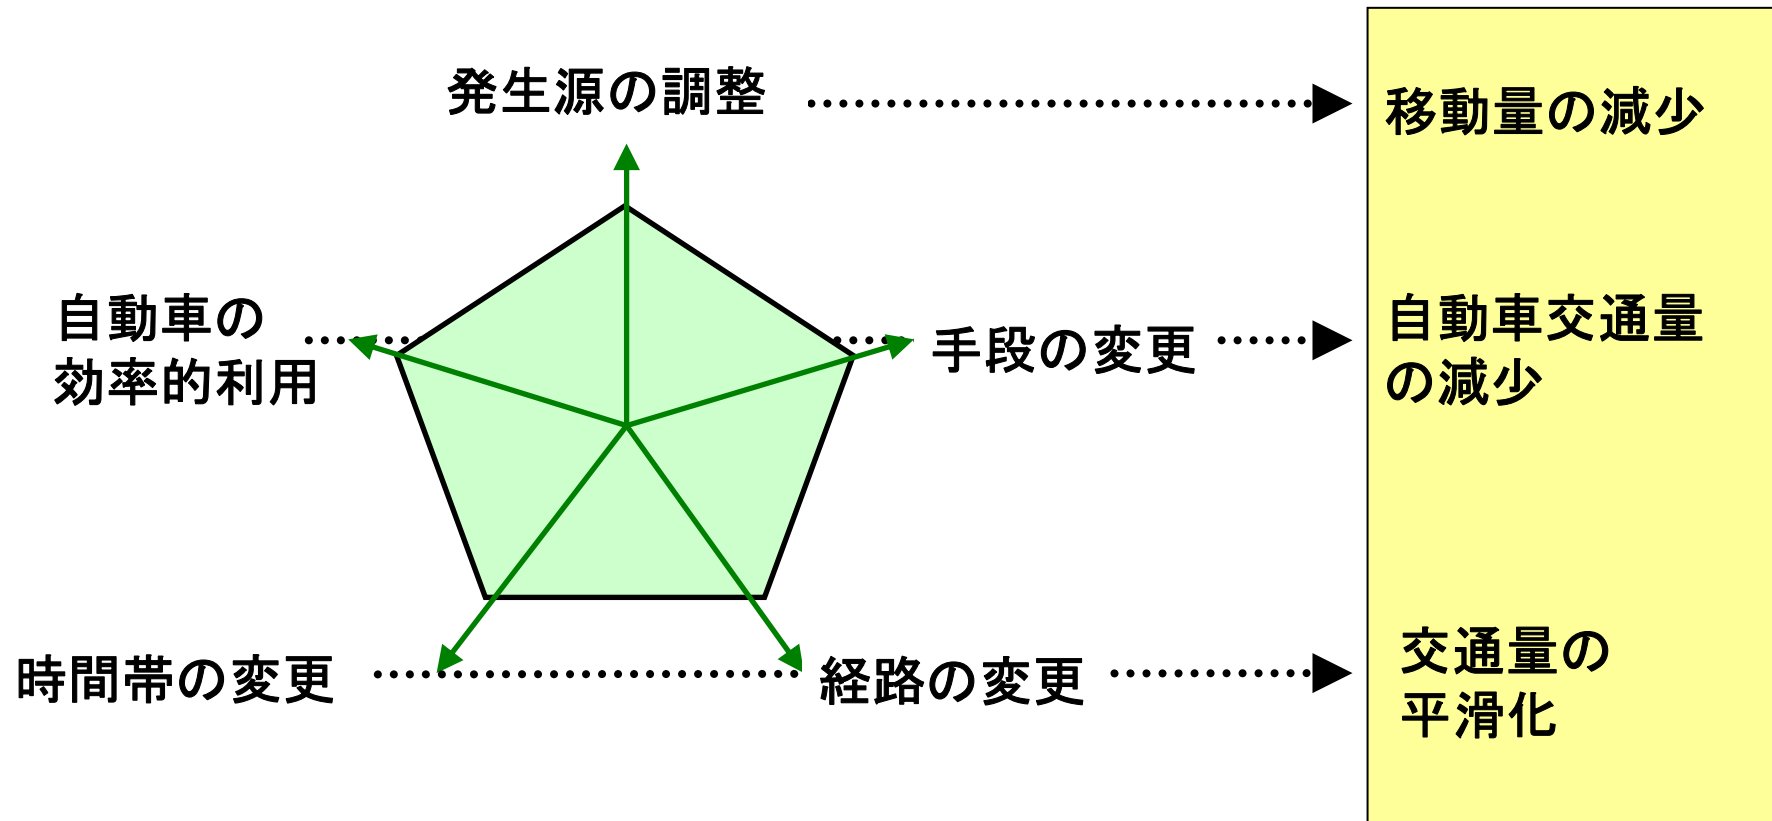 発生源の調整
移動量の減少
自動車の
効率的利用
手段の変更
自動車交通量
の減少
時間帯の変更
経路の変更
交通量の
平滑化